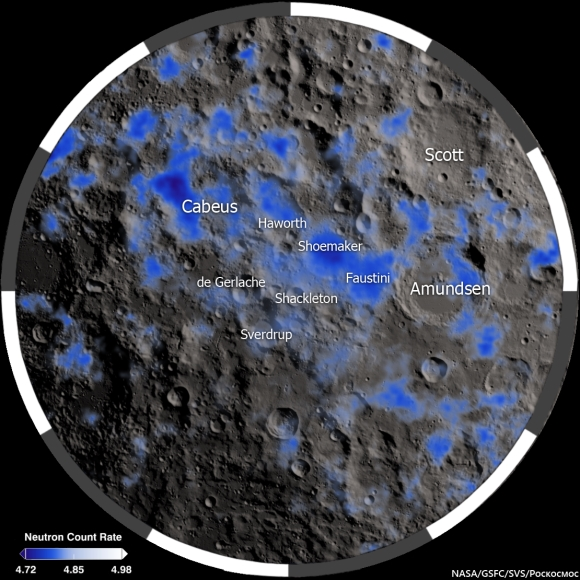 Scott
Cabeus
Haworth
Shoemaker
Faustini
de Gerlache
Amundsen
Shackleton
Sverdrup
Neutron Count Rate
4.72 4.85 4.98
NASA/GSFC/SVS/Роскосмос